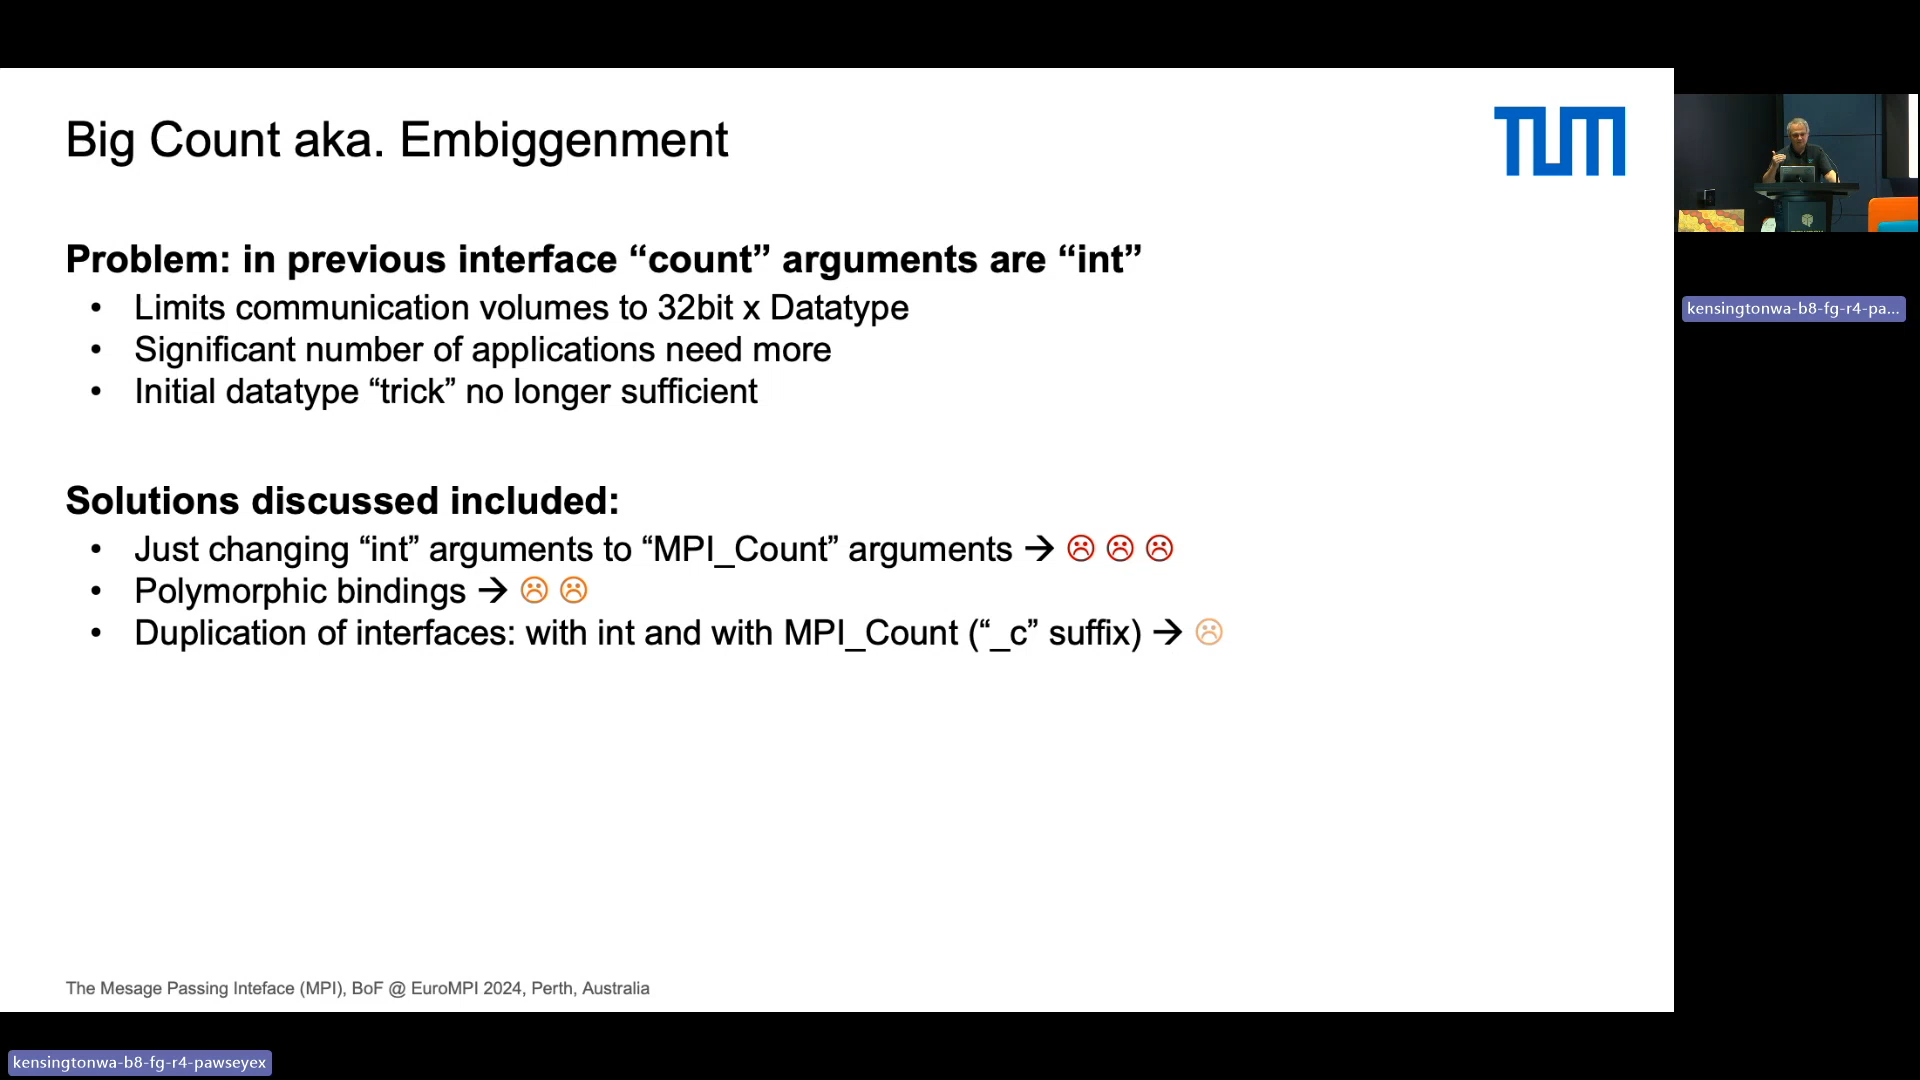 Big Count aka. Embiggenment
TUM
Problem: in previous interface “count” arguments are “int”
• Limits communication volumes to 32bit x Datatype
• Significant number of applications need more
• Initial datatype “trick” no longer sufficient
Solutions discussed included:
• Just changing “int” arguments to “MPI_Count” arguments → ☹ ☹ ☹
• Polymorphic bindings → ☹ ☹
• Duplication of interfaces: with int and with MPI_Count (“_c” suffix) → ☹
The Mesage Passing Inteface (MPI), BoF @ EuroMPI 2024, Perth, Australia
kensingtonwa-b8-fg-r4-pa...
kensingtonwa-b8-fg-r4-pawseyex